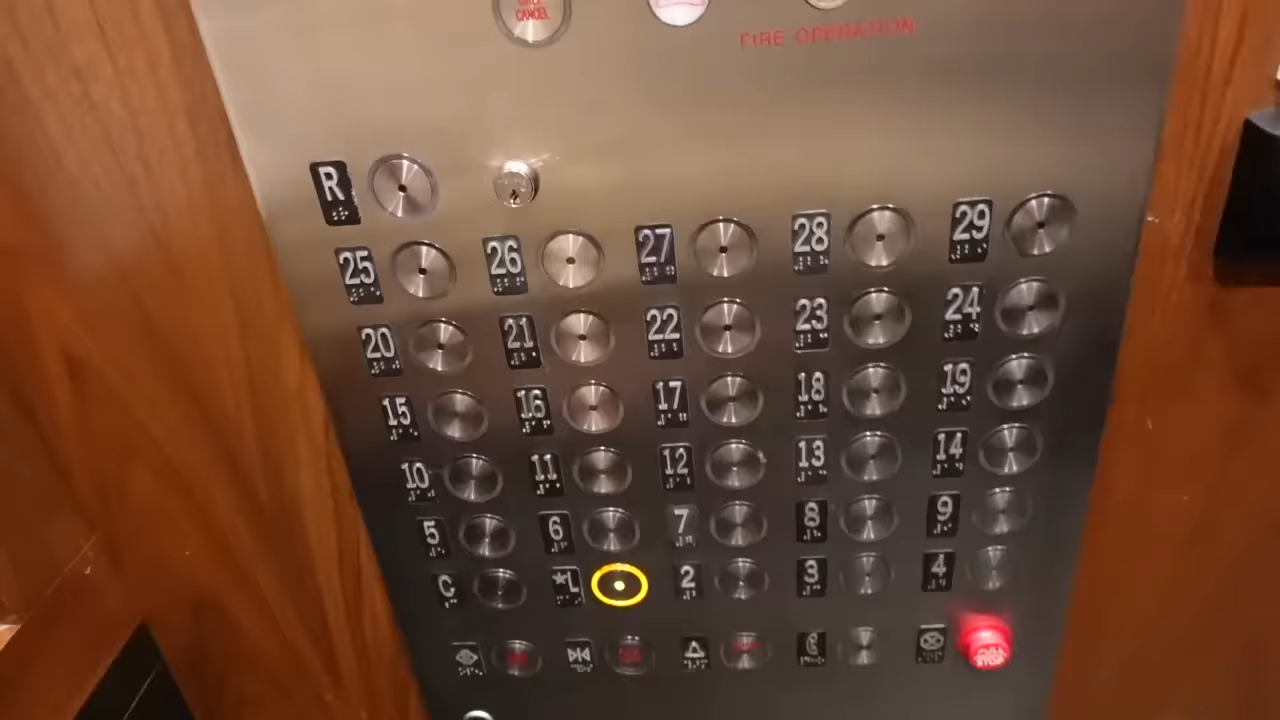 CANCEL
FIRE OPERATION
R
25 26 27 28 29
20 21 22 23 24
15 16 17 18 19
10 11 12 13 14
5 6 7 8 9
C *L 2 3 4
STOP